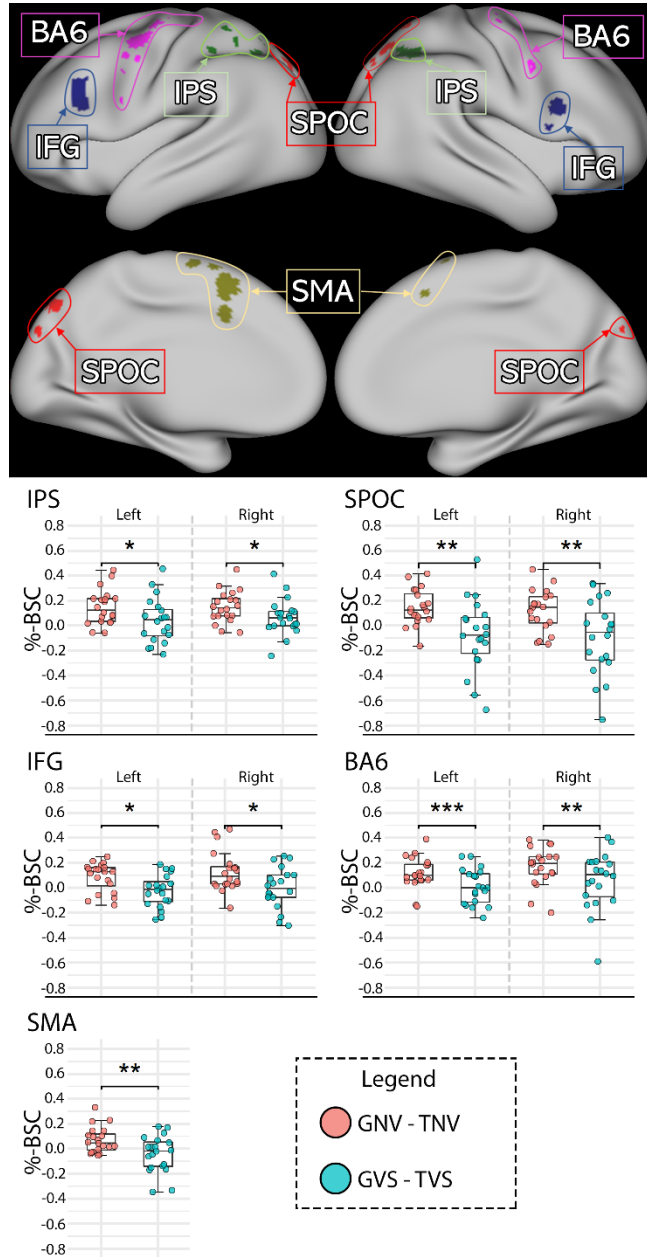 BA6
BA6
IPS
IPS
SPOC
IFG
IFG
SMA
SPOC
SPOC
IPS
Left
Right
%-BSC
0.8
0.6
0.4
0.2
0.0
-0.2
-0.4
-0.6
-0.8
*
*
SPOC
Left
Right
%-BSC
0.8
0.6
0.4
0.2
0.0
-0.2
-0.4
-0.6
-0.8
**
**
IFG
Left
Right
%-BSC
0.8
0.6
0.4
0.2
0.0
-0.2
-0.4
-0.6
-0.8
*
*
BA6
Left
Right
%-BSC
0.8
0.6
0.4
0.2
0.0
-0.2
-0.4
-0.6
-0.8
***
**
SMA
%-BSC
0.8
0.6
0.4
0.2
0.0
-0.2
-0.4
-0.6
-0.8
**
Legend
GNV - TNV
GVS - TVS